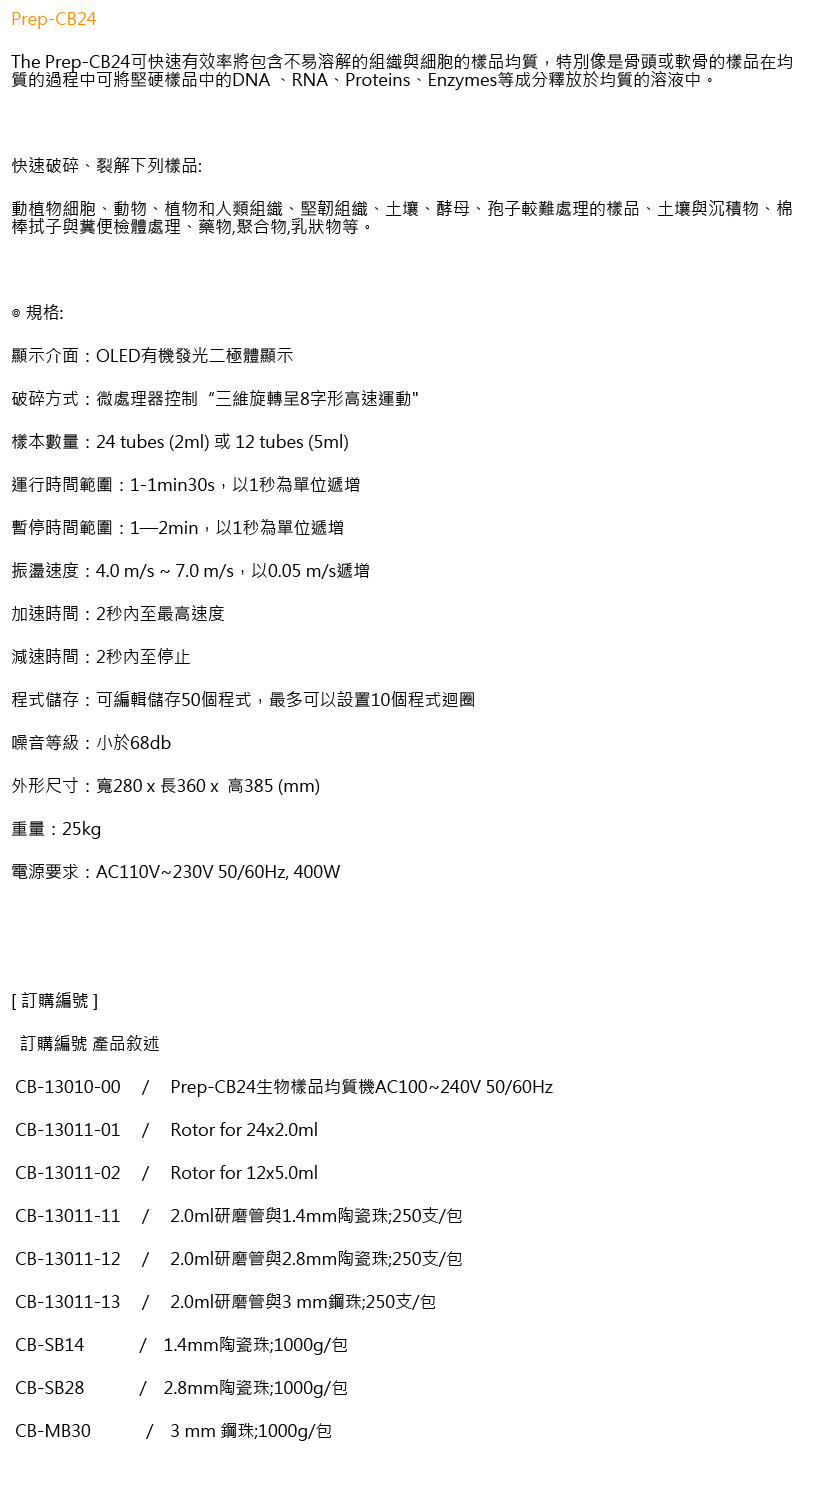 Prep-CB24
The Prep-CB24可快速有效率將包含不易溶解的組織與細胞的樣品均質，特別像是骨頭或軟骨的樣品在均
質的過程中可將堅硬樣品中的DNA 、RNA、Proteins、Enzymes等成分釋放於均質的溶液中。
快速破碎、裂解下列樣品:
動植物細胞、動物、植物和人類組織、堅韌組織、土壤、酵母、孢子較難處理的樣品、土壤與沉積物、棉
棒拭子與糞便檢體處理、藥物,聚合物,乳狀物等。
◎ 規格:
顯示介面：OLED有機發光二極體顯示
破碎方式：微處理器控制  “三維旋轉呈8字形高速運動"
樣本數量：24 tubes (2ml) 或 12 tubes (5ml)
運行時間範圍：1-1min30s，以1秒為單位遞增
暫停時間範圍：1—2min，以1秒為單位遞增
振盪速度：4.0 m/s ~ 7.0 m/s，以0.05 m/s遞增
加速時間：2秒內至最高速度
減速時間：2秒內至停止
程式儲存：可編輯儲存50個程式，最多可以設置10個程式迴圈
噪音等級：小於68db
外形尺寸：寬280 x 長360 x  高385 (mm)
重量：25kg
電源要求：AC110V~230V 50/60Hz, 400W
[ 訂購編號 ]
訂購編號 產品敘述
CB-13010-00    /    Prep-CB24生物樣品均質機AC100~240V 50/60Hz
CB-13011-01    /    Rotor for 24x2.0ml
CB-13011-02    /    Rotor for 12x5.0ml
CB-13011-11    /    2.0ml研磨管與1.4mm陶瓷珠;250支/包
CB-13011-12    /    2.0ml研磨管與2.8mm陶瓷珠;250支/包
CB-13011-13    /    2.0ml研磨管與3 mm鋼珠;250支/包
CB-SB14    /    1.4mm陶瓷珠;1000g/包
CB-SB28    /    2.8mm陶瓷珠;1000g/包
CB-MB30    /    3 mm 鋼珠;1000g/包